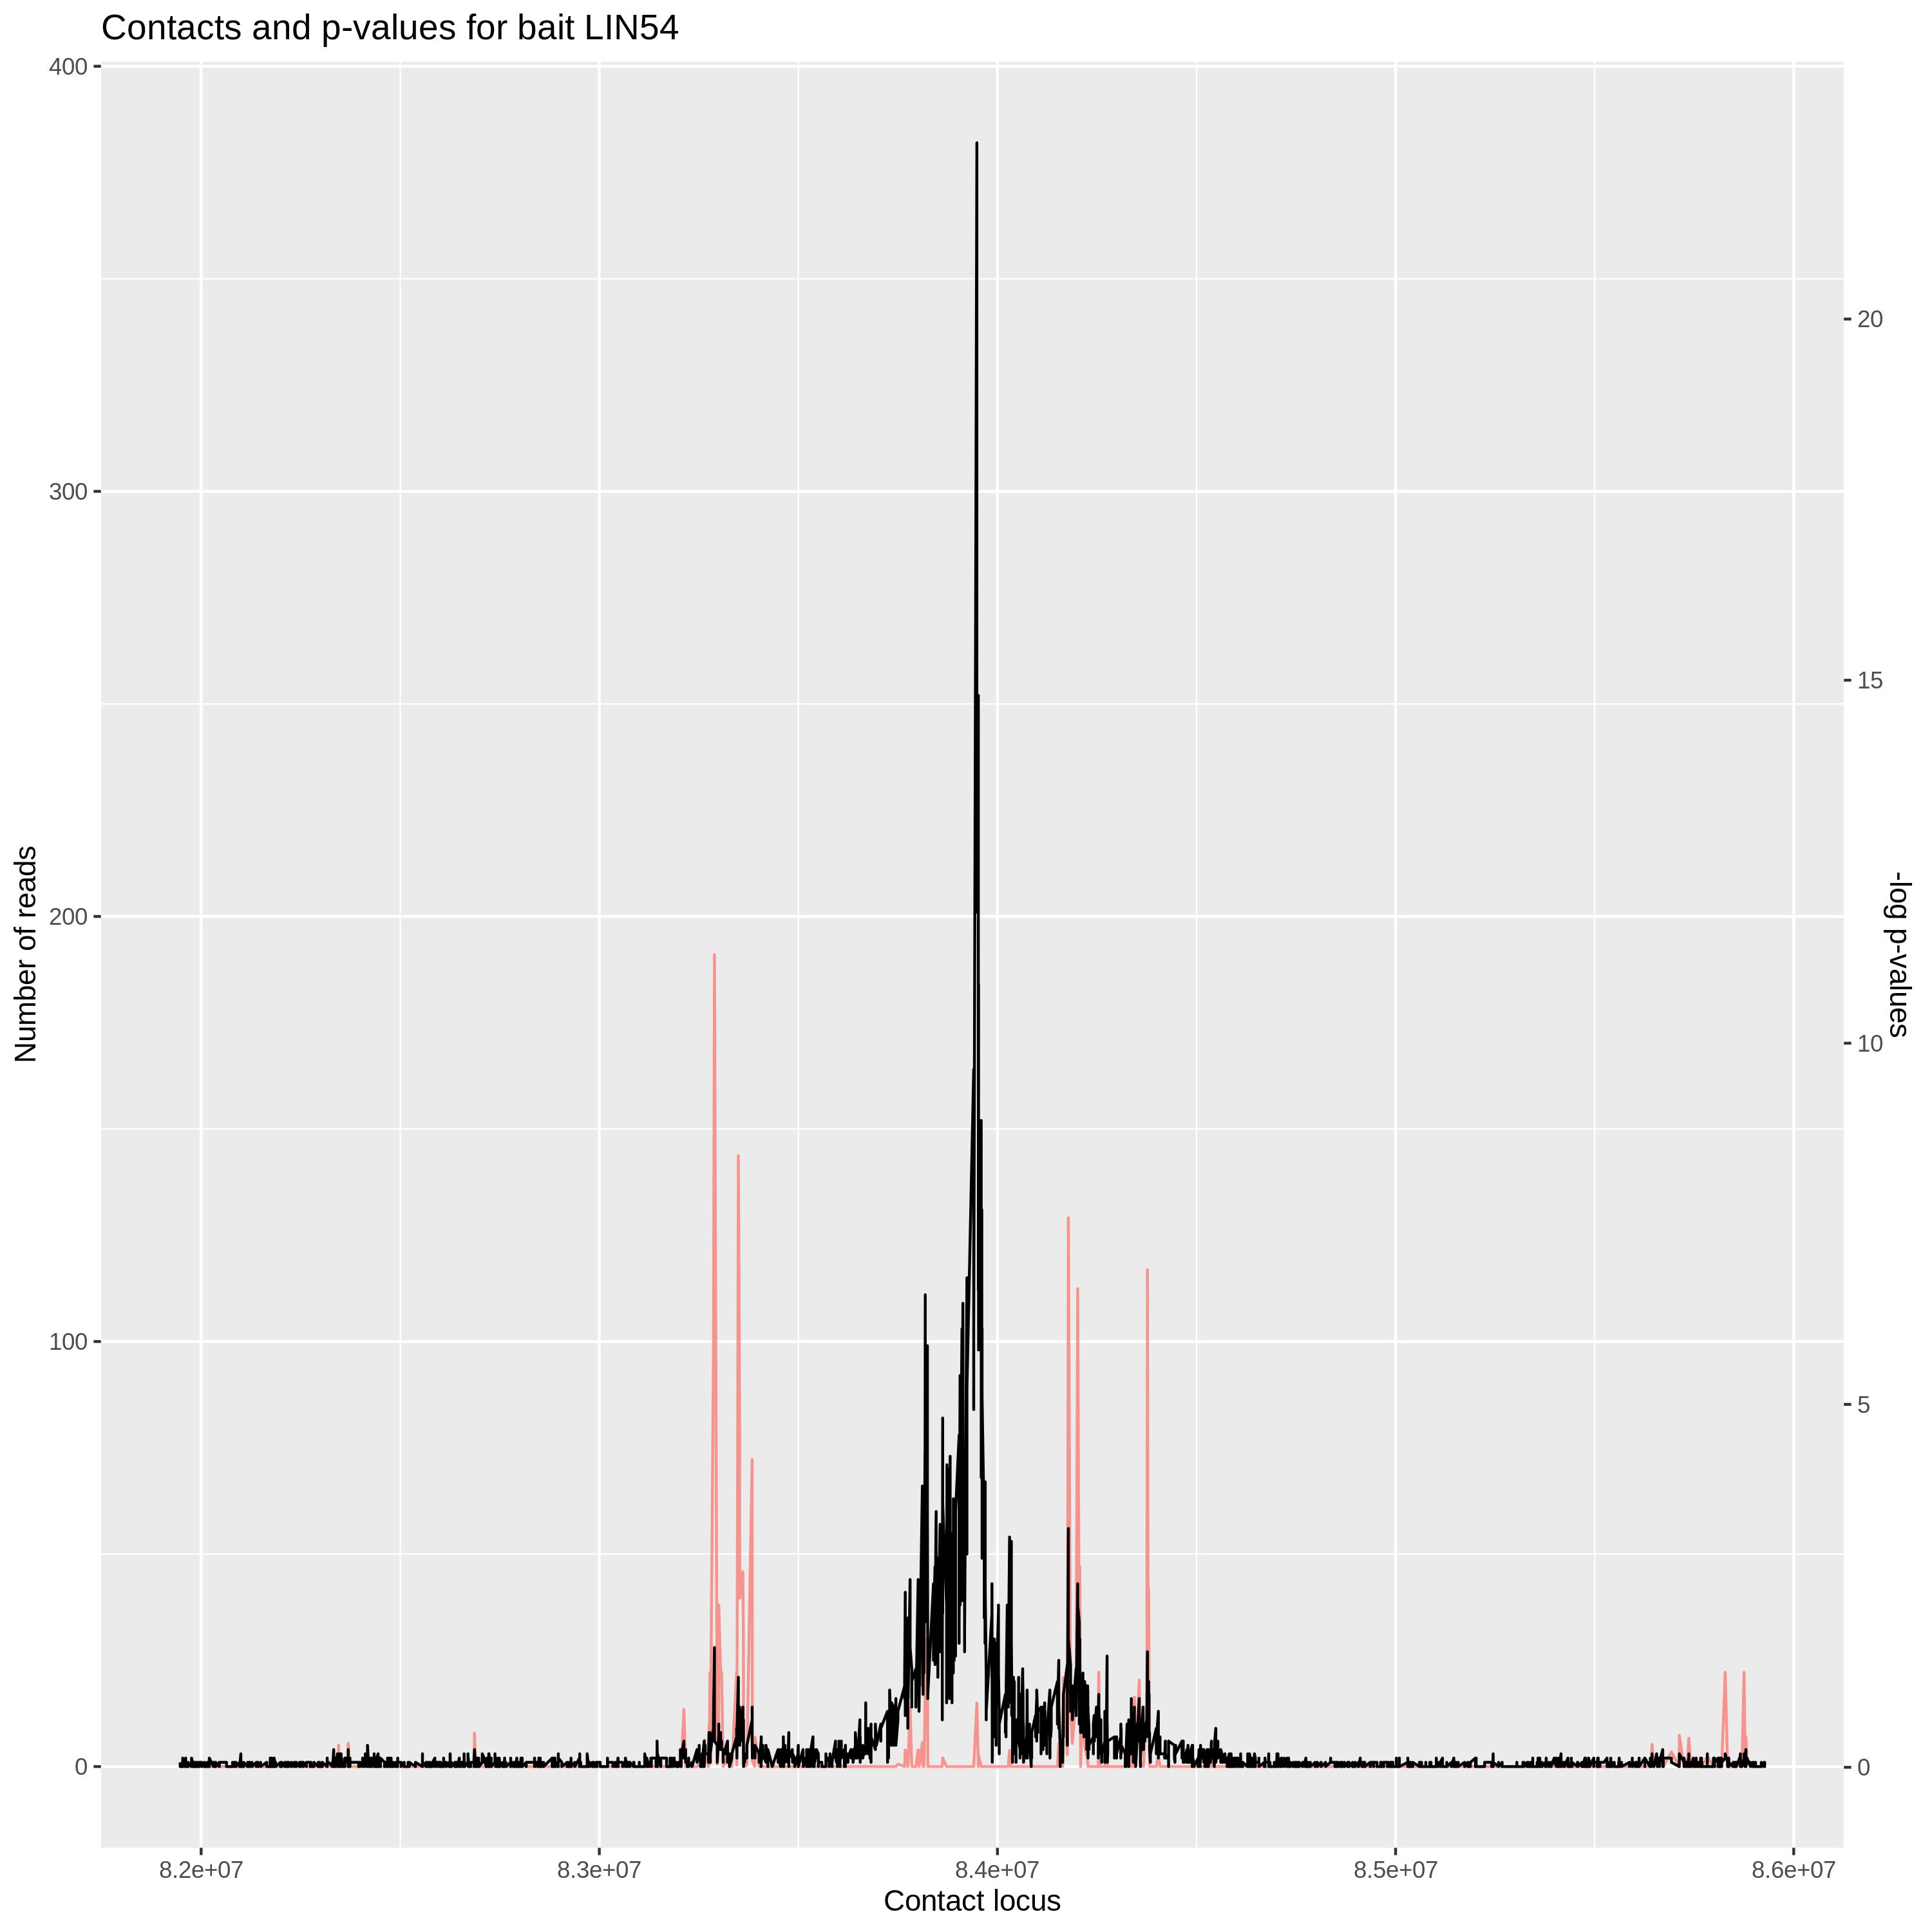 Contacts and p-values for bait LIN54
400
300
200
100
0
Number of reads
20
15
10
5
0
-log p-values
8.2e+07 8.3e+07 8.4e+07 8.5e+07 8.6e+07
Contact locus